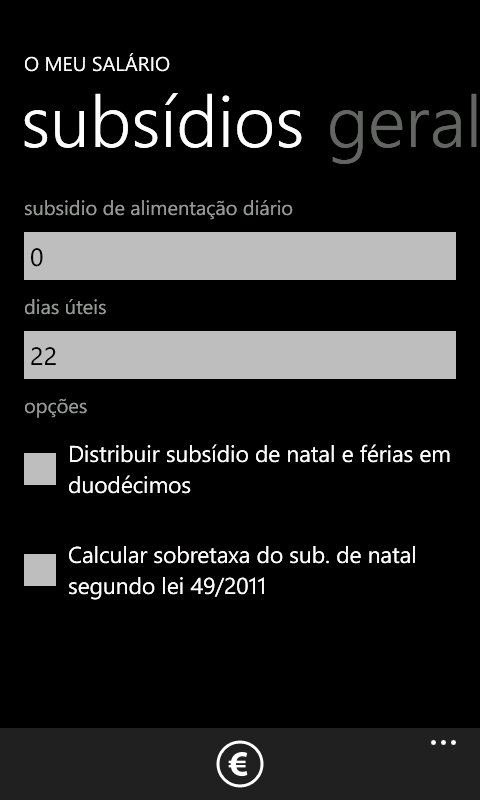 O MEU SALÁRIO
subsídios geral
subsidio de alimentação diário
0
dias úteis
22
opções
Distribuir subsídio de natal e férias em
duodécimos
Calcular sobretaxa do sub. de natal
segundo lei 49/2011
€